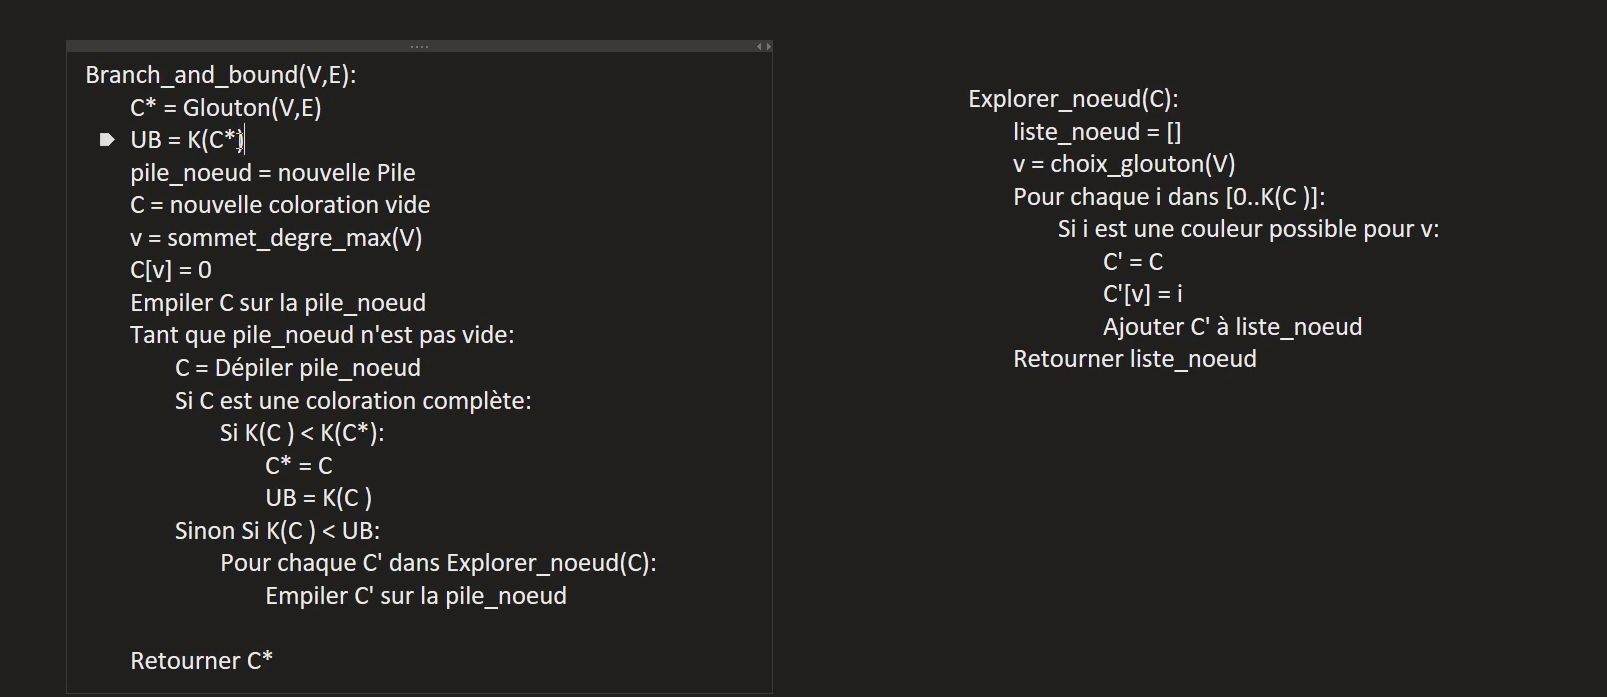 Branch_and_bound(V,E):
C* = Glouton(V,E)
UB = K(C*)
pile_noeud = nouvelle Pile
C = nouvelle coloration vide
v = sommet_degre_max(V)
C[v] = 0
Empiler C sur la pile_noeud
Tant que pile_noeud n'est pas vide:
C = Dépiler pile_noeud
Si C est une coloration complète:
Si K(C ) < K(C*):
C* = C
UB = K(C )
Sinon Si K(C ) < UB:
Pour chaque C' dans Explorer_noeud(C):
Empiler C' sur la pile_noeud
Retourner C*
Explorer_noeud(C):
liste_noeud = []
v = choix_glouton(V)
Pour chaque i dans [0..K(C )]:
Si i est une couleur possible pour v:
C' = C
C'[v] = i
Ajouter C' à liste_noeud
Retourner liste_noeud